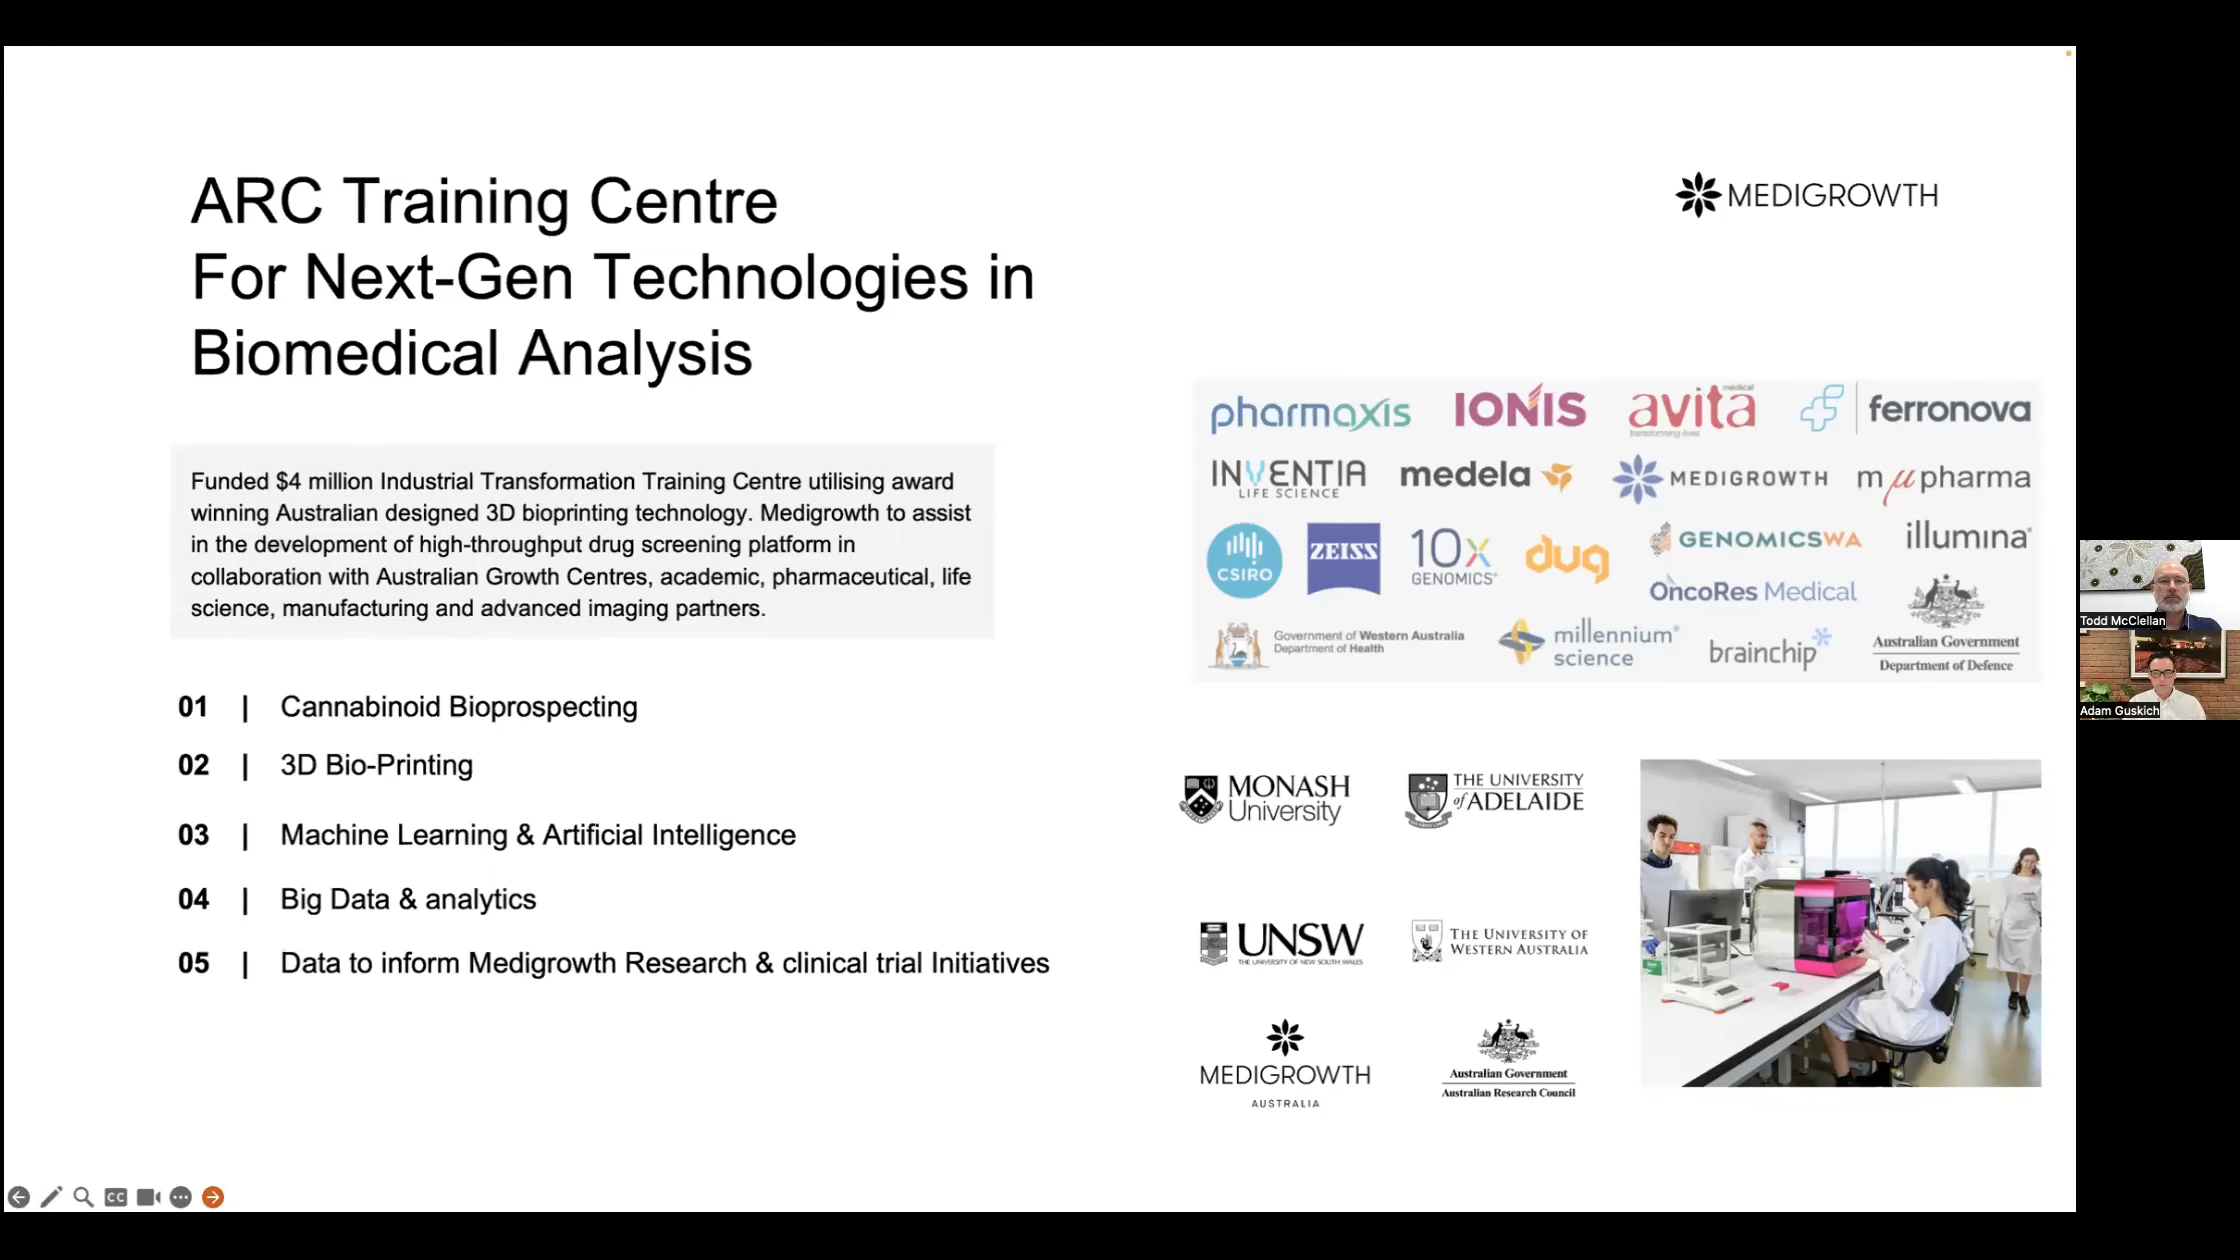 ARC Training Centre
For Next-Gen Technologies in
Biomedical Analysis
MEDIGROWTH
Funded $4 million Industrial Transformation Training Centre utilising award
winning Australian designed 3D bioprinting technology. Medigrowth to assist
in the development of high-throughput drug screening platform in
collaboration with Australian Growth Centres, academic, pharmaceutical, life
science, manufacturing and advanced imaging partners.
01 | Cannabinoid Bioprospecting
02 | 3D Bio-Printing
03 | Machine Learning & Artificial Intelligence
04 | Big Data & analytics
05 | Data to inform Medigrowth Research & clinical trial Initiatives
pharmaxis
IONIS
avita
medical
transforming lives
ferronova
INVENTIA
LIFE SCIENCE
medela
MEDIGROWTH
mμpharma
CSIRO
ZEISS
10x
GENOMICS®
dug
GENOMICSWA
illumina®
OncoRes Medical
Government of Western Australia
Department of Health
millennium®
science
brainchip
Australian Government
Department of Defence
MONASH
University
THE UNIVERSITY
of ADELAIDE
UNSW
THE UNIVERSITY OF NEW SOUTH WALES
THE UNIVERSITY OF
WESTERN AUSTRALIA
MEDIGROWTH
AUSTRALIA
Australian Government
Australian Research Council
Todd McClellan
Adam Guskich
CC